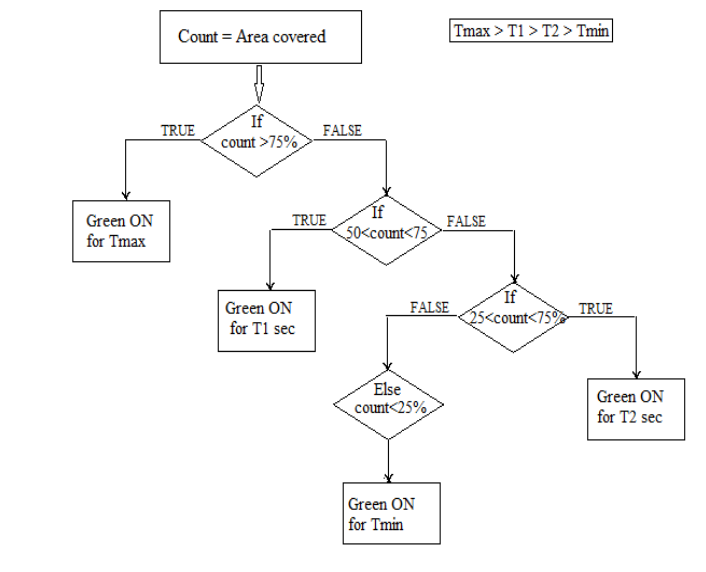 Count = Area covered
Tmax > T1 > T2 > Tmin
If
count >75%
TRUE
FALSE
Green ON
for Tmax
If
50<count<75
TRUE
FALSE
Green ON
for T1 sec
If
25<count<75%
FALSE
TRUE
Else
count<25%
Green ON
for T2 sec
Green ON
for Tmin